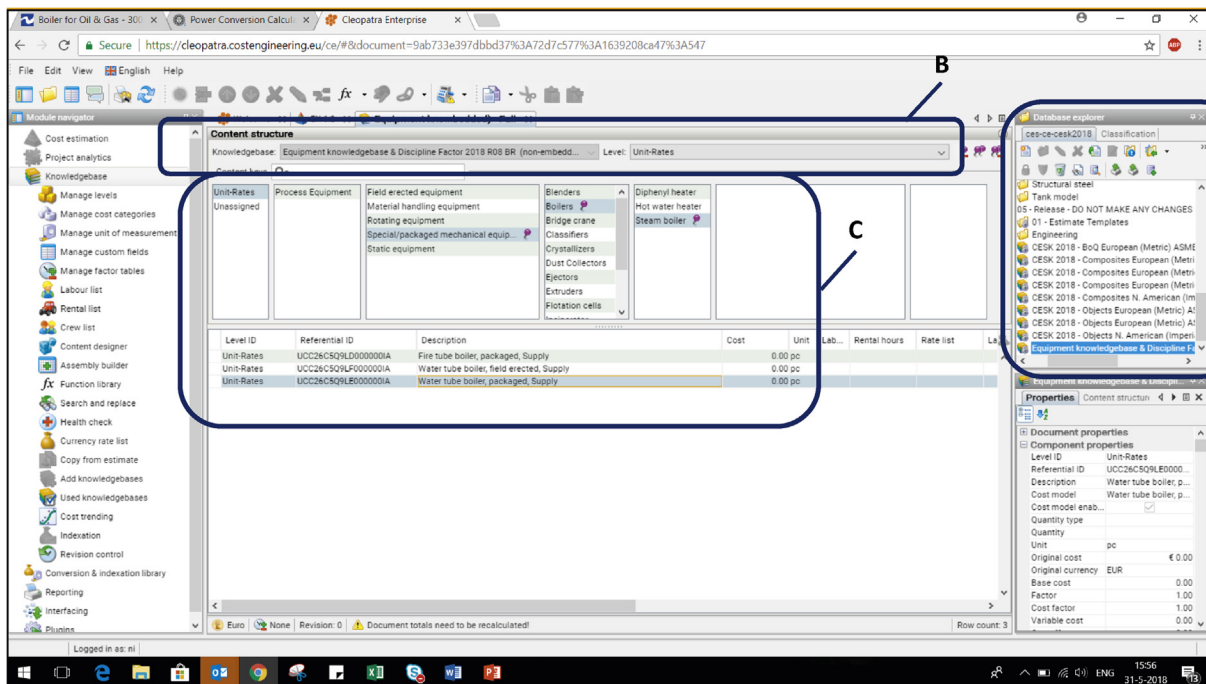 Boiler for Oil & Gas - 300
Power Conversion Calcul
Cleopatra Enterprise
Secure | https://cleopatra.costengineering.eu/ce/#&document=9ab733e397dbbd37%3A72d7c577%3A1639208ca47%3A547
ABP
File Edit View English Help
B
Module navigator
Cost estimation
Project analytics
Knowledgebase
Manage levels
Manage cost categories
Manage unit of measurement
Manage custom fields
Manage factor tables
Labour list
Rental list
Crew list
Content designer
Assembly builder
fx Function library
Search and replace
Health check
Currency rate list
Copy from estimate
Add knowledgebases
Used knowledgebases
Cost trending
Indexation
Revision control
Conversion & indexation library
Reporting
Interfacing
Plugins
Content structure
Knowledgebase: Equipment knowledgebase & Discipline Factor 2018 R08 BR (non-embedd...
Level: Unit-Rates
Unit-Rates
Unassigned
Process Equipment
Field erected equipment
Material handling equipment
Rotating equipment
Special/packaged mechanical equip...
Static equipment
Blenders
Boilers
Bridge crane
Classifiers
Crystallizers
Dust Collectors
Ejectors
Extruders
Flotation cells
Diphenyl heater
Hot water heater
Steam boiler
C
Level ID Referential ID Description Cost Unit Lab... Rental hours Rate list
Unit-Rates UCC26C5Q9LD000000IA Fire tube boiler, packaged, Supply 0.00 pc
Unit-Rates UCC26C5Q9LF000000IA Water tube boiler, field erected, Supply 0.00 pc
Unit-Rates UCC26C5Q9LE000000IA Water tube boiler, packaged, Supply 0.00 pc
Euro None Revision: 0 Document totals need to be recalculated! Row count: 3
Database explorer
ces-ce-cesk2018 Classification
Structural steel
Tank model
05 - Release - DO NOT MAKE ANY CHANGES
01 - Estimate Templates
Engineering
CESK 2018 - BoQ European (Metric) ASME
CESK 2018 - Composites European (Metri
CESK 2018 - Composites European (Metri
CESK 2018 - Composites European (Metri
CESK 2018 - Composites N. American (Im
CESK 2018 - Objects European (Metric) A
CESK 2018 - Objects European (Metric) A
CESK 2018 - Objects N. American (Imperi
Equipment knowledgebase & Discipline F
Equipment knowledgebase & Discipli...
Properties Content structun
Document properties
Component properties
Level ID Unit-Rates
Referential ID UCC26C5Q9LE0000...
Description Water tube boiler, p...
Cost model Water tube boiler, p...
Cost model enab...
Quantity type
Quantity
Unit pc
Original cost € 0.00
Original currency EUR
Base cost 0.00
Factor 1.00
Cost factor 1.00
Variable cost 0.00
Logged in as: ni
ENG
15:56
31-5-2018
13